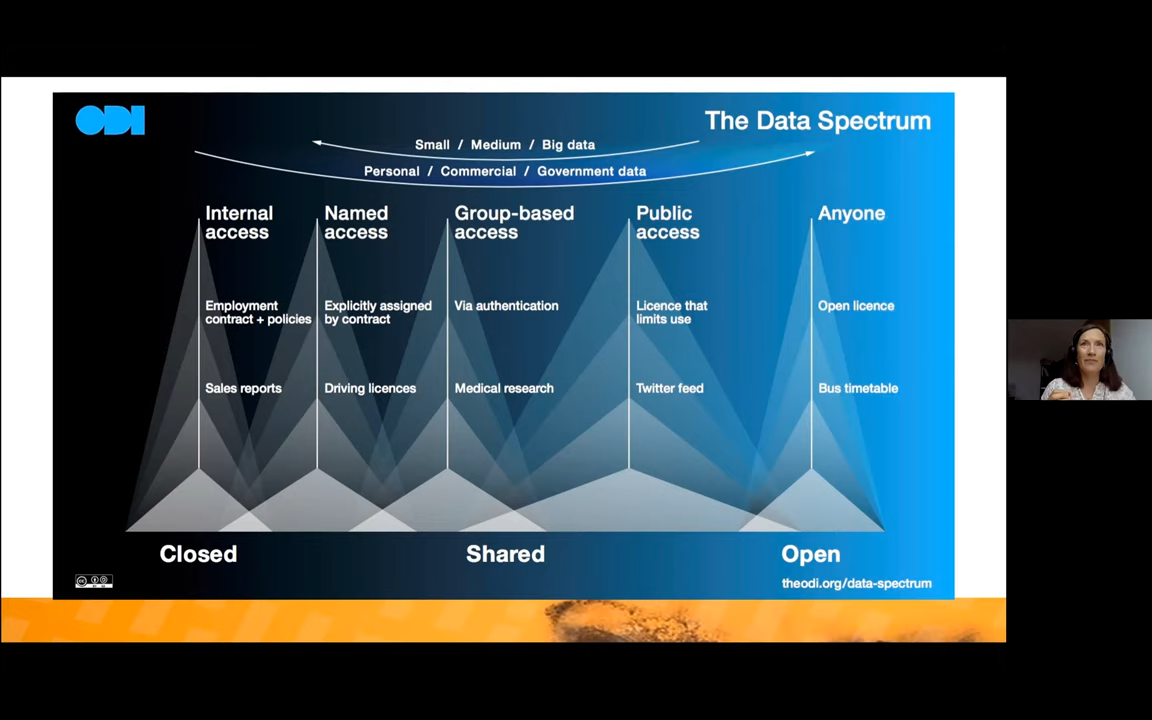 ODI
The Data Spectrum
Small / Medium / Big data
Personal / Commercial / Government data
Internal
access
Named
access
Group-based
access
Public
access
Anyone
Employment
contract + policies
Explicitly assigned
by contract
Via authentication
Licence that
limits use
Open licence
Sales reports
Driving licences
Medical research
Twitter feed
Bus timetable
Closed
Shared
Open
theodi.org/data-spectrum